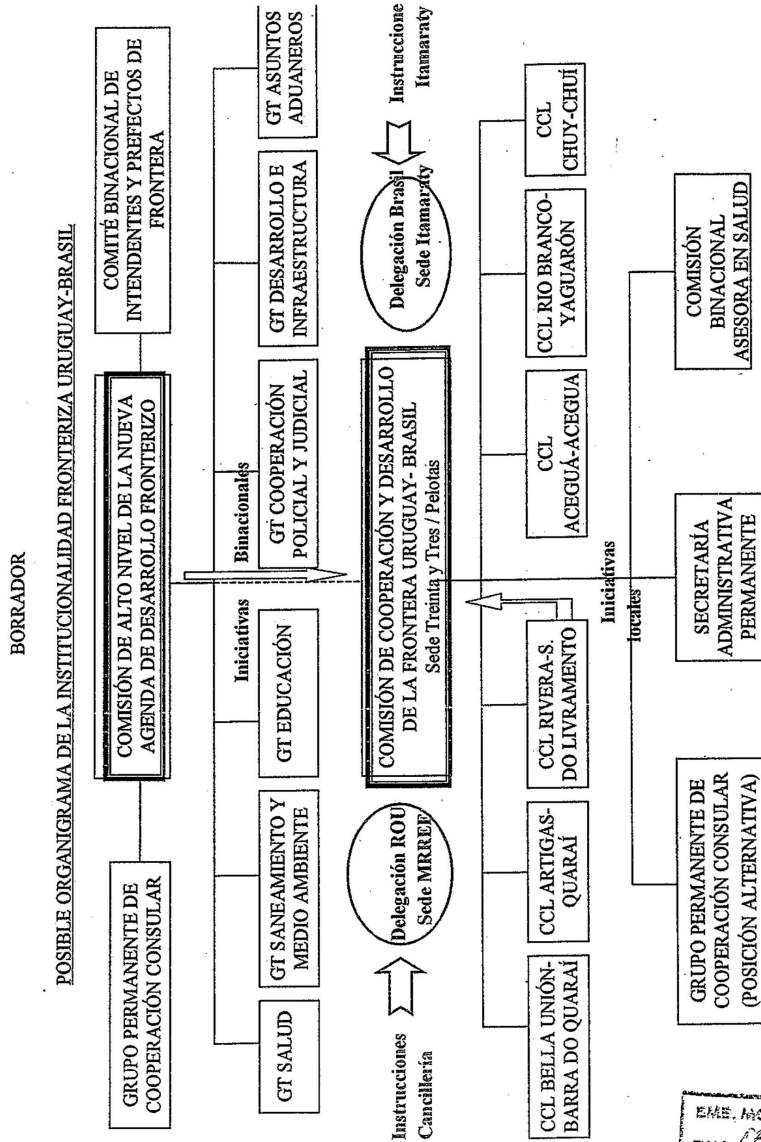 BORRADOR
POSIBLE ORGANIGRAMA DE LA INSTITUCIONALIDAD FRONTERIZA URUGUAY-BRASIL
GRUPO PERMANENTE DE
COOPERACIÓN CONSULAR
COMISIÓN DE ALTO NIVEL DE LA NUEVA
AGENDA DE DESARROLLO FRONTERIZO
COMITÉ BINACIONAL DE
INTENDENTES Y PREFECTOS DE
FRONTERA
Iniciativas
Binacionales
GT SALUD
GT SANEAMIENTO Y
MEDIO AMBIENTE
GT EDUCACIÓN
GT COOPERACIÓN
POLICIAL Y JUDICIAL
GT DESARROLLO E
INFRAESTRUCTURA
GT ASUNTOS
ADUANEROS
Instrucciones
Cancillería
Delegación ROU
Sede MRREE
COMISIÓN DE COOPERACIÓN Y DESARROLLO
DE LA FRONTERA URUGUAY- BRASIL
Sede Treinta y Tres / Pelotas
Delegación Brasil
Sede Itamaraty
Instruccione
Itamaraty
CCL BELLA UNIÓN-
BARRA DO QUARAÍ
CCL ARTIGAS-
QUARAÍ
CCL RIVERA-S.
DO LIVRAMENTO
CCL
ACEGUÁ-ACEGUA
CCL RIO BRANCO-
YAGUARÓN
CCL
CHUY-CHUÍ
Iniciativas
locales
GRUPO PERMANENTE DE
COOPERACIÓN CONSULAR
(POSICIÓN ALTERNATIVA)
SECRETARÍA
ADMINISTRATIVA
PERMANENTE
COMISIÓN
BINACIONAL
ASESORA EN SALUD